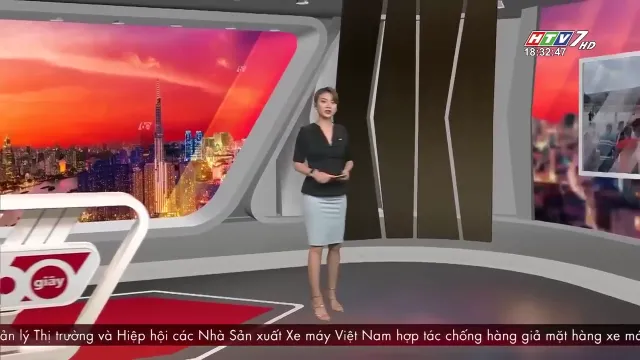 HTV7 HD
18:32:47
60 giây
ản lý Thị trường và Hiệp hội các Nhà Sản xuất Xe máy Việt Nam hợp tác chống hàng giả mặt hàng xe má